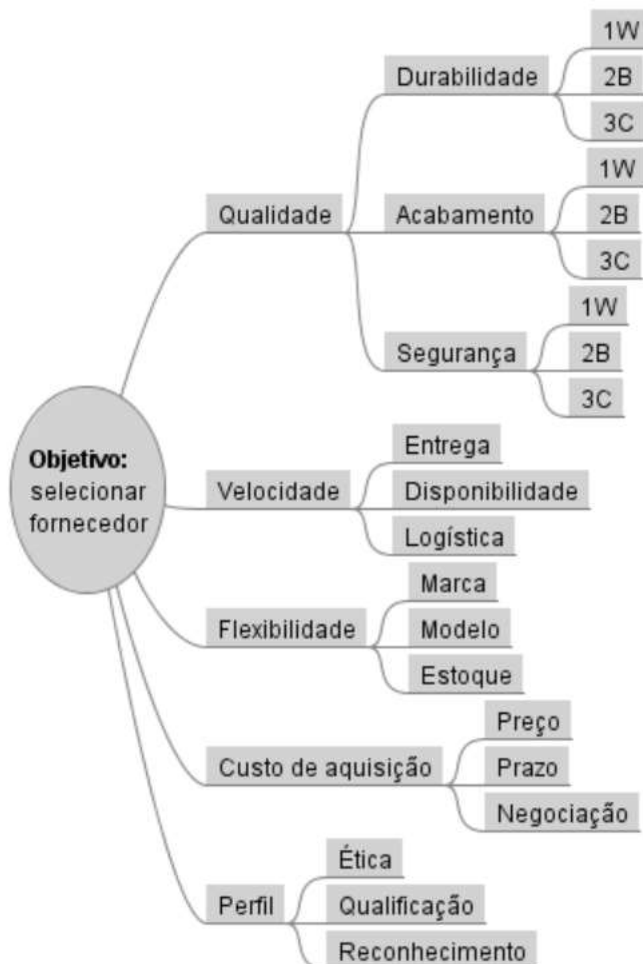 Objetivo:
selecionar
fornecedor
Qualidade
Durabilidade
1W
2B
3C
Acabamento
1W
2B
3C
Segurança
1W
2B
3C
Velocidade
Entrega
Disponibilidade
Logística
Flexibilidade
Marca
Modelo
Estoque
Custo de aquisição
Preço
Prazo
Negociação
Perfil
Ética
Qualificação
Reconhecimento